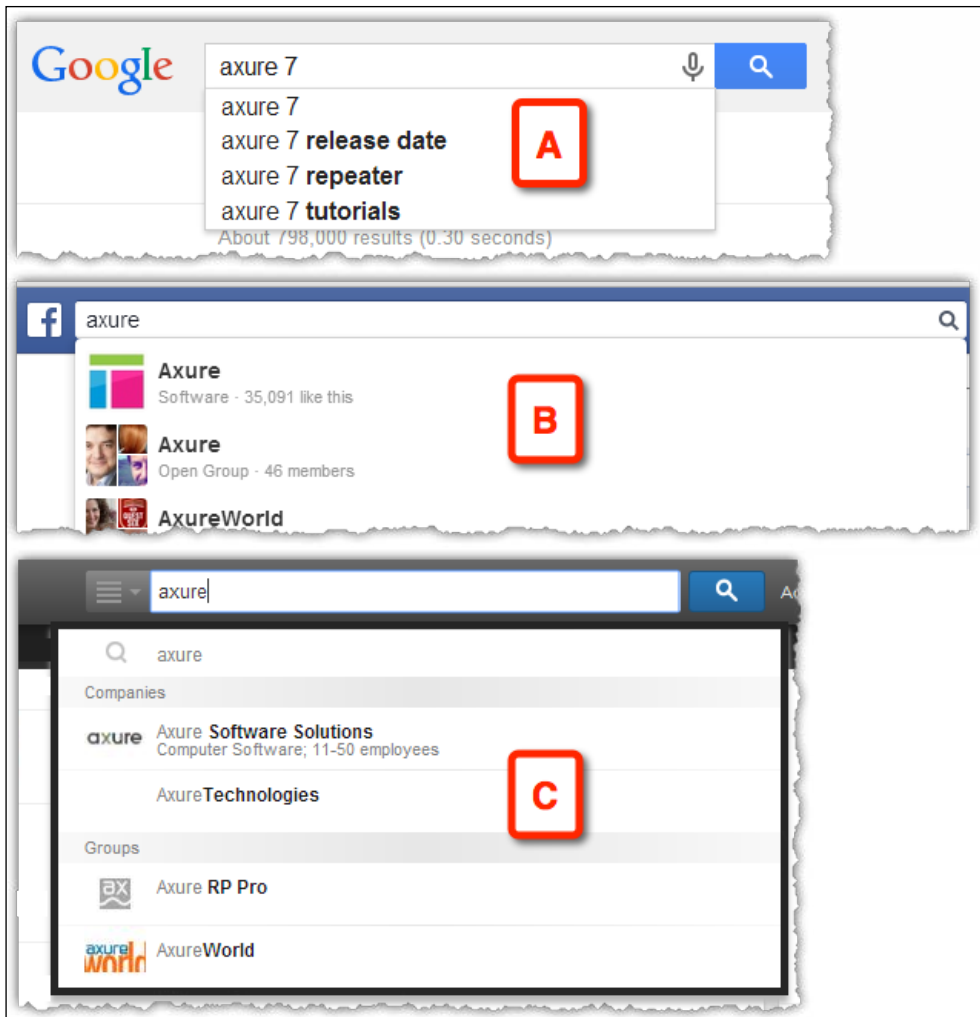 Google
axure 7
axure 7
axure 7 release date
axure 7 repeater
axure 7 tutorials
A
About 798,000 results (0.30 seconds)
f
axure
Axure
Software · 35,091 like this
B
Axure
Open Group · 46 members
AxureWorld
axure
axure
Companies
axure
Axure Software Solutions
Computer Software; 11-50 employees
AxureTechnologies
C
Groups
ax
Axure RP Pro
axure world
AxureWorld